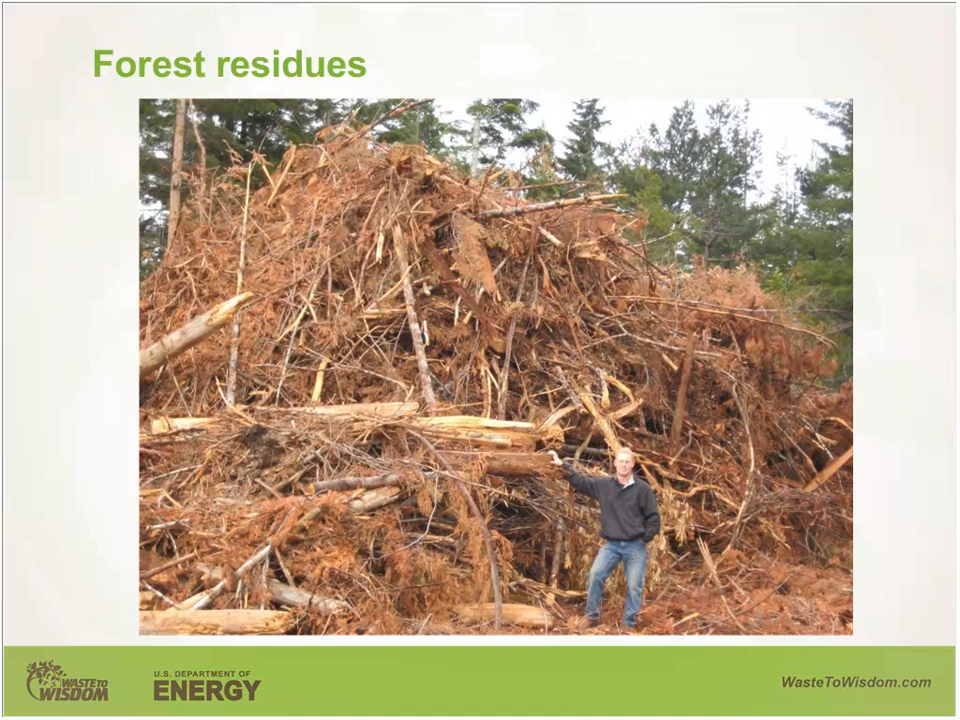 Forest residues
WASTE TO
WISDOM
U.S. DEPARTMENT OF
ENERGY
WasteToWisdom.com